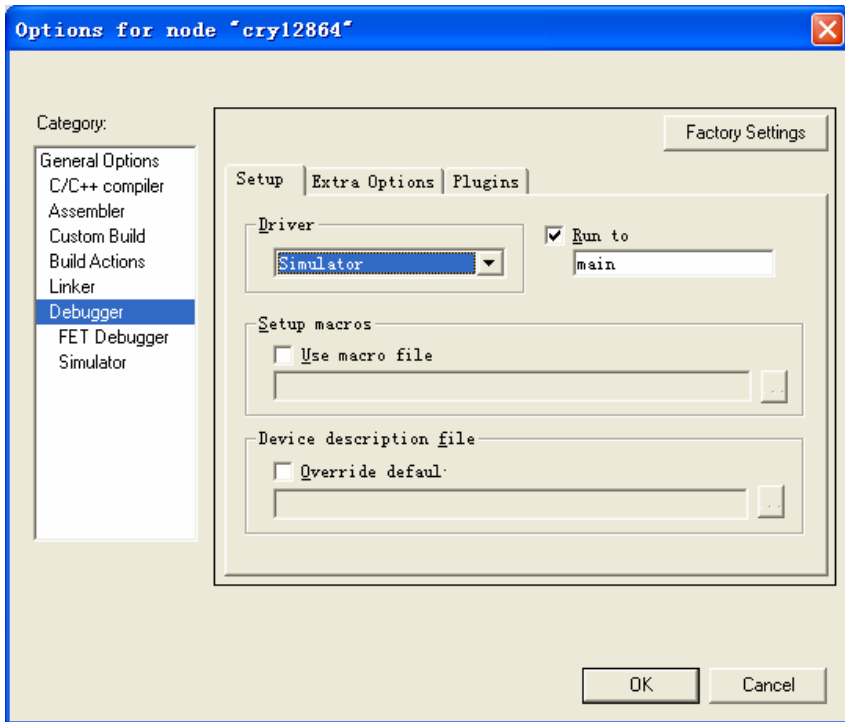 Options for node "cry12864"
Category:
Factory Settings
General Options
C/C++ compiler
Assembler
Custom Build
Build Actions
Linker
Debugger
FET Debugger
Simulator
Setup
Extra Options
Plugins
Driver
Simulator
Run to
main
Setup macros
Use macro file
..
Device description file
Override defaul
..
OK
Cancel